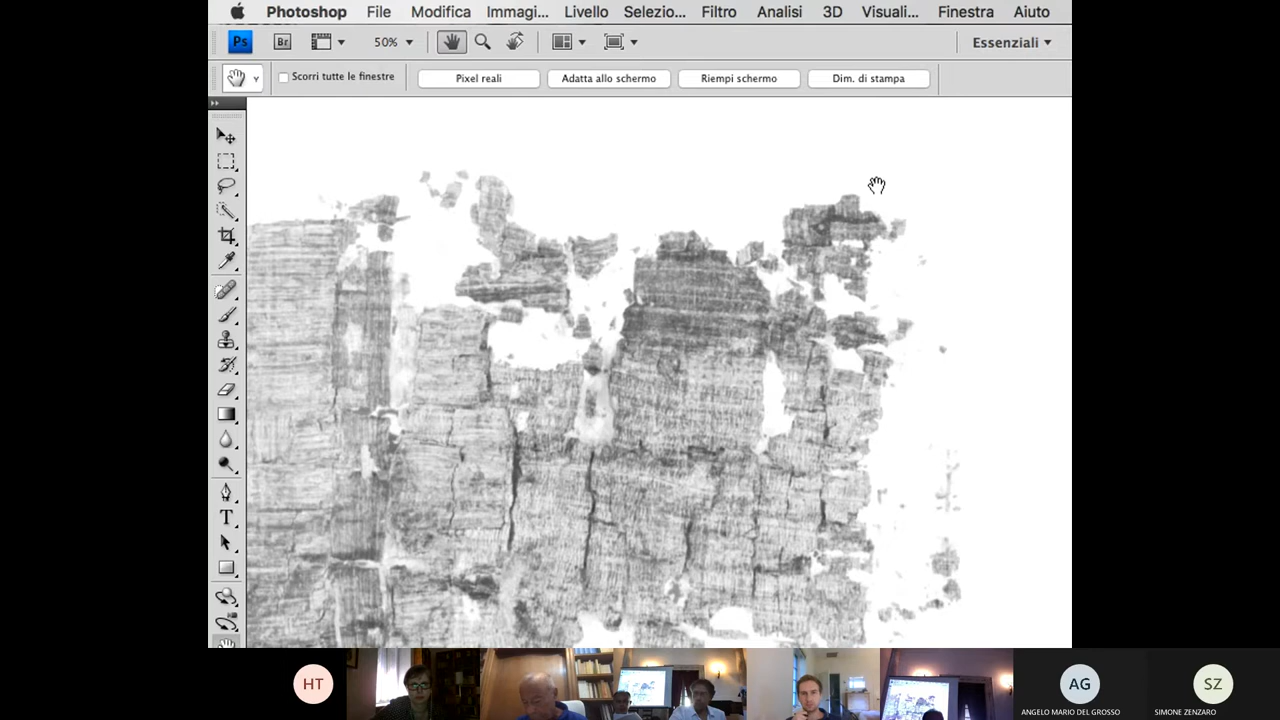 Photoshop File Modifica Immagi... Livello Selezio... Filtro Analisi 3D Visuali... Finestra Aiuto
Ps Br 50% Essenziali
Scorri tutte le finestre Pixel reali Adatta allo schermo Riempi schermo Dim. di stampa
T
HT AG SZ
ANGELO MARIO DEL GROSSO SIMONE ZENZARO